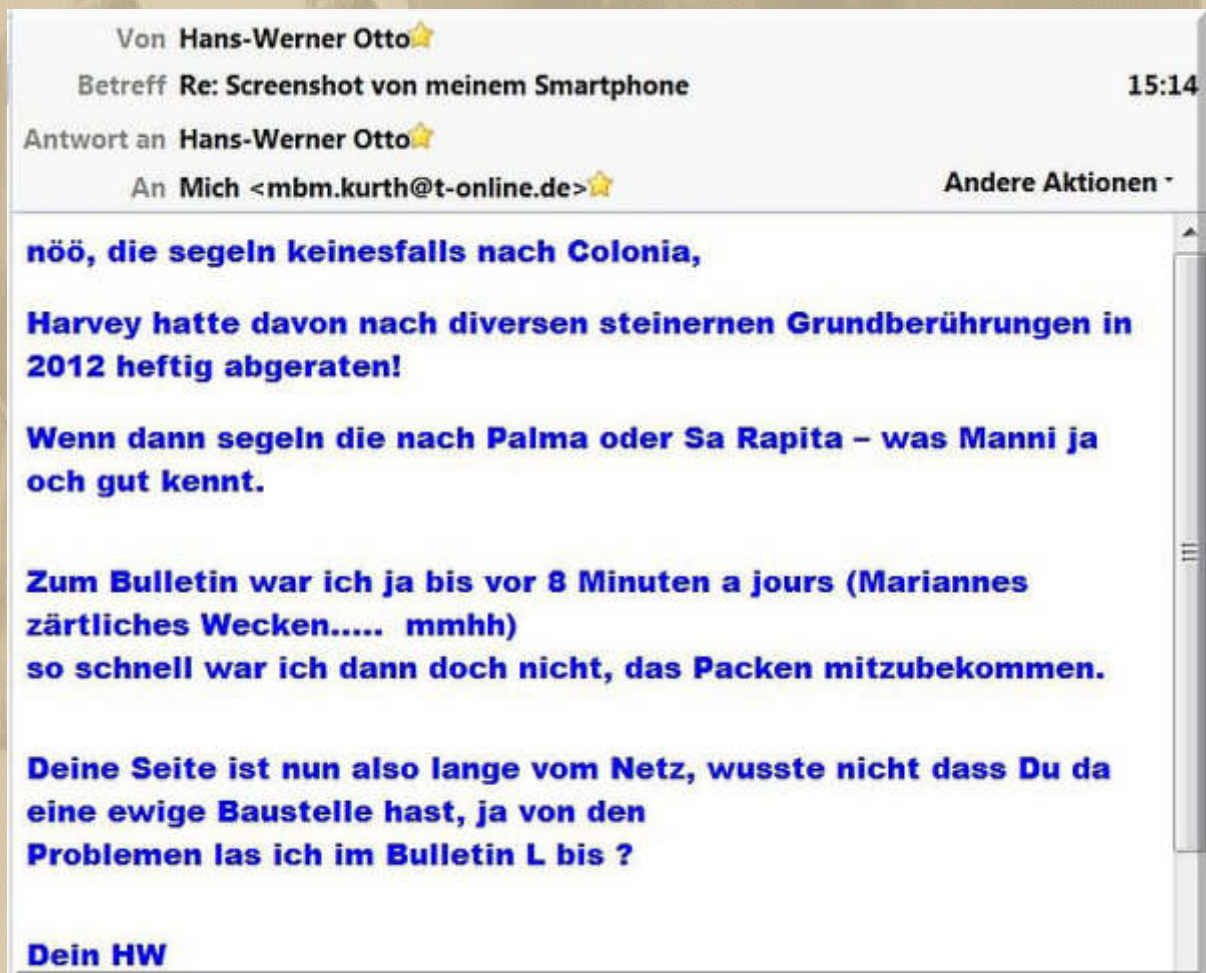 Von Hans-Werner Otto
Betreff Re: Screenshot von meinem Smartphone 15:14
Antwort an Hans-Werner Otto
An Mich <mbm.kurth@t-online.de> Andere Aktionen
nöö, die segeln keinesfalls nach Colonia,
Harvey hatte davon nach diversen steinernen Grundberührungen in
2012 heftig abgeraten!
Wenn dann segeln die nach Palma oder Sa Rapita – was Manni ja
och gut kennt.
Zum Bulletin war ich ja bis vor 8 Minuten a jours (Mariannes
zärtliches Wecken..... mmhh)
so schnell war ich dann doch nicht, das Packen mitzubekommen.
Deine Seite ist nun also lange vom Netz, wusste nicht dass Du da
eine ewige Baustelle hast, ja von den
Problemen las ich im Bulletin L bis ?
Dein HW